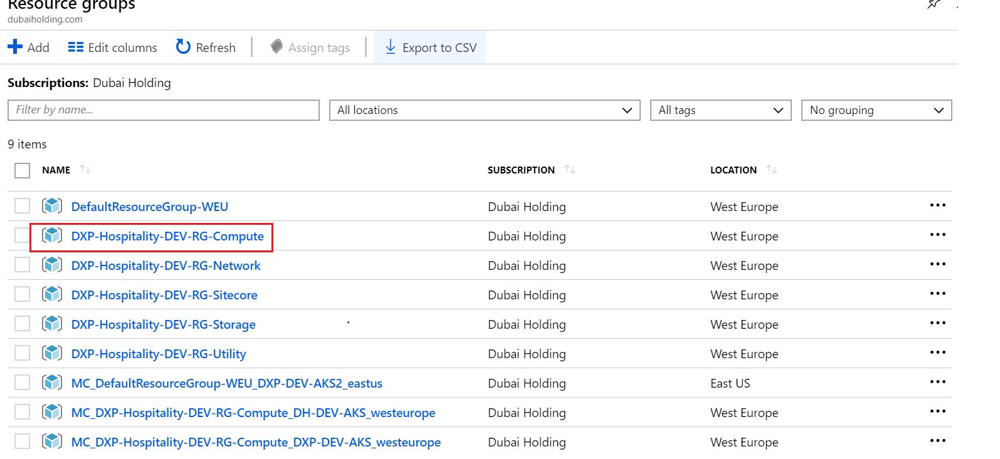 Resource groups
dubaiholding.com
Add Edit columns Refresh Assign tags Export to CSV
Subscriptions: Dubai Holding
Filter by name... All locations All tags No grouping
9 items
NAME SUBSCRIPTION LOCATION
DefaultResourceGroup-WEU Dubai Holding West Europe
DXP-Hospitality-DEV-RG-Compute Dubai Holding West Europe
DXP-Hospitality-DEV-RG-Network Dubai Holding West Europe
DXP-Hospitality-DEV-RG-Sitecore Dubai Holding West Europe
DXP-Hospitality-DEV-RG-Storage Dubai Holding West Europe
DXP-Hospitality-DEV-RG-Utility Dubai Holding West Europe
MC_DefaultResourceGroup-WEU_DXP-DEV-AKS2_eastus Dubai Holding East US
MC_DXP-Hospitality-DEV-RG-Compute_DH-DEV-AKS_westeurope Dubai Holding West Europe
MC_DXP-Hospitality-DEV-RG-Compute_DXP-DEV-AKS_westeurope Dubai Holding West Europe